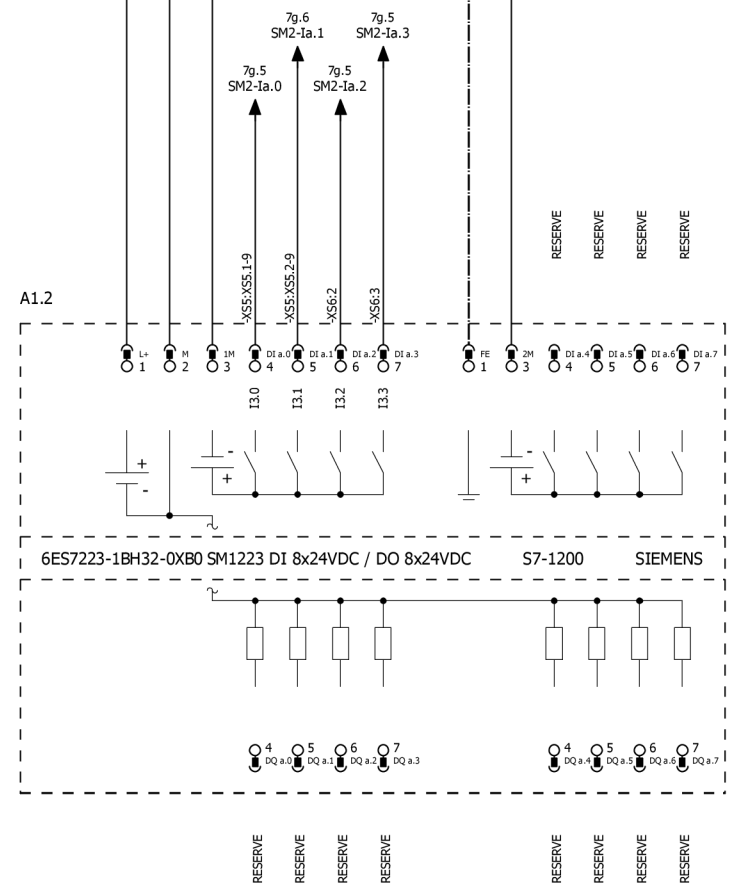 7g.6
SM2-Ia.1
7g.5
SM2-Ia.3
7g.5
SM2-Ia.0
7g.5
SM2-Ia.2
RESERVE
RESERVE
RESERVE
RESERVE
-XS5:XS5.1-9
-XS5:XS5.2-9
-XS6:2
-XS6:3
A1.2
L+ M 1M DI a.0 DI a.1 DI a.2 DI a.3 FE 2M DI a.4 DI a.5 DI a.6 DI a.7
1 2 3 4 5 6 7 1 3 4 5 6 7
I3.0
I3.1
I3.2
I3.3
+ -
- +
- +
6ES7223-1BH32-0XB0 SM1223 DI 8x24VDC / DO 8x24VDC S7-1200 SIEMENS
4 5 6 7 4 5 6 7
DQ a.0 DQ a.1 DQ a.2 DQ a.3 DQ a.4 DQ a.5 DQ a.6 DQ a.7
RESERVE
RESERVE
RESERVE
RESERVE
RESERVE
RESERVE
RESERVE
RESERVE